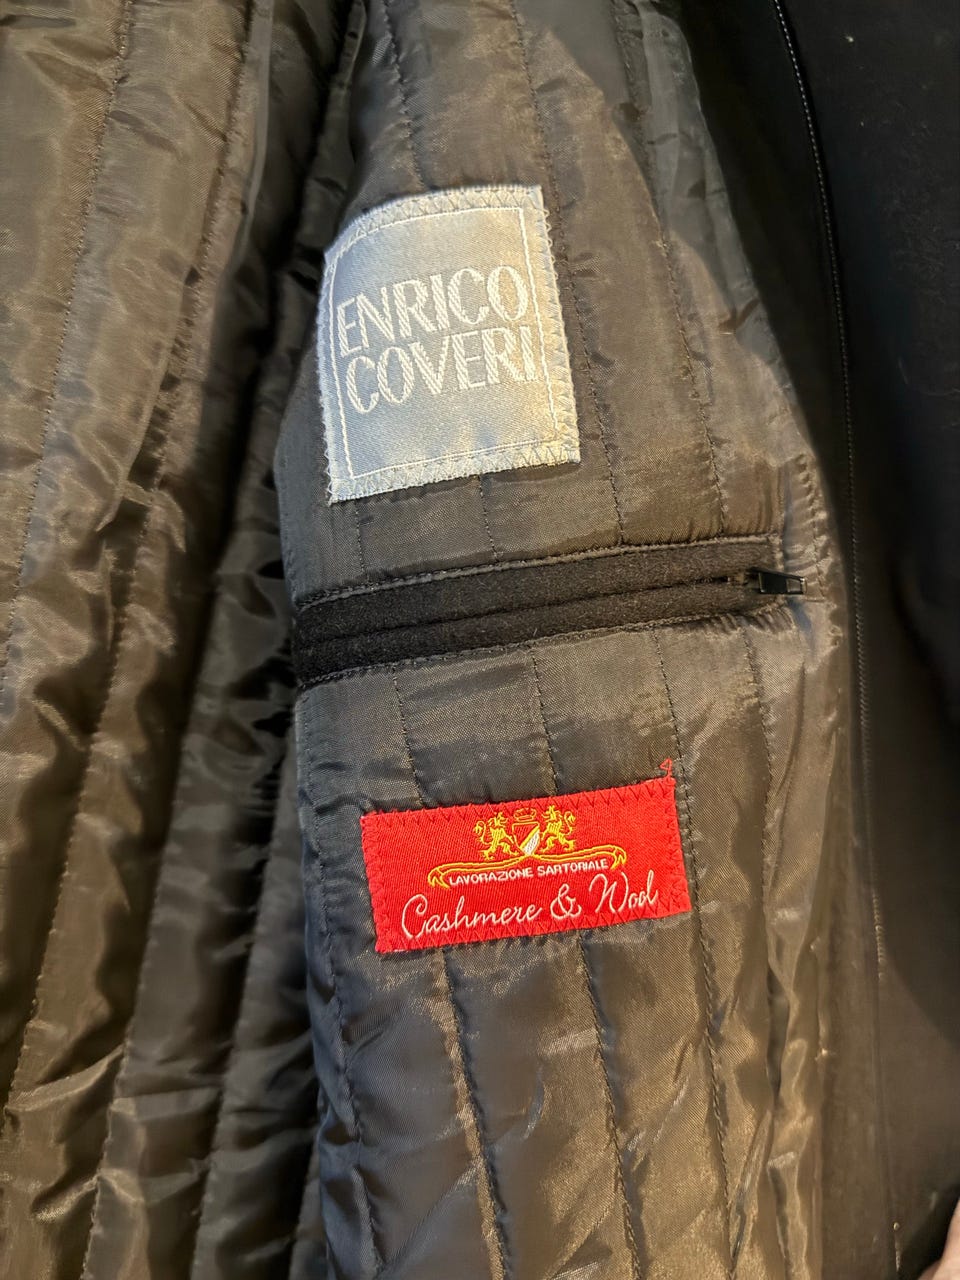 ENRICO
COVERI
LAVORAZIONE SARTORIALE
Cashmere & Wool